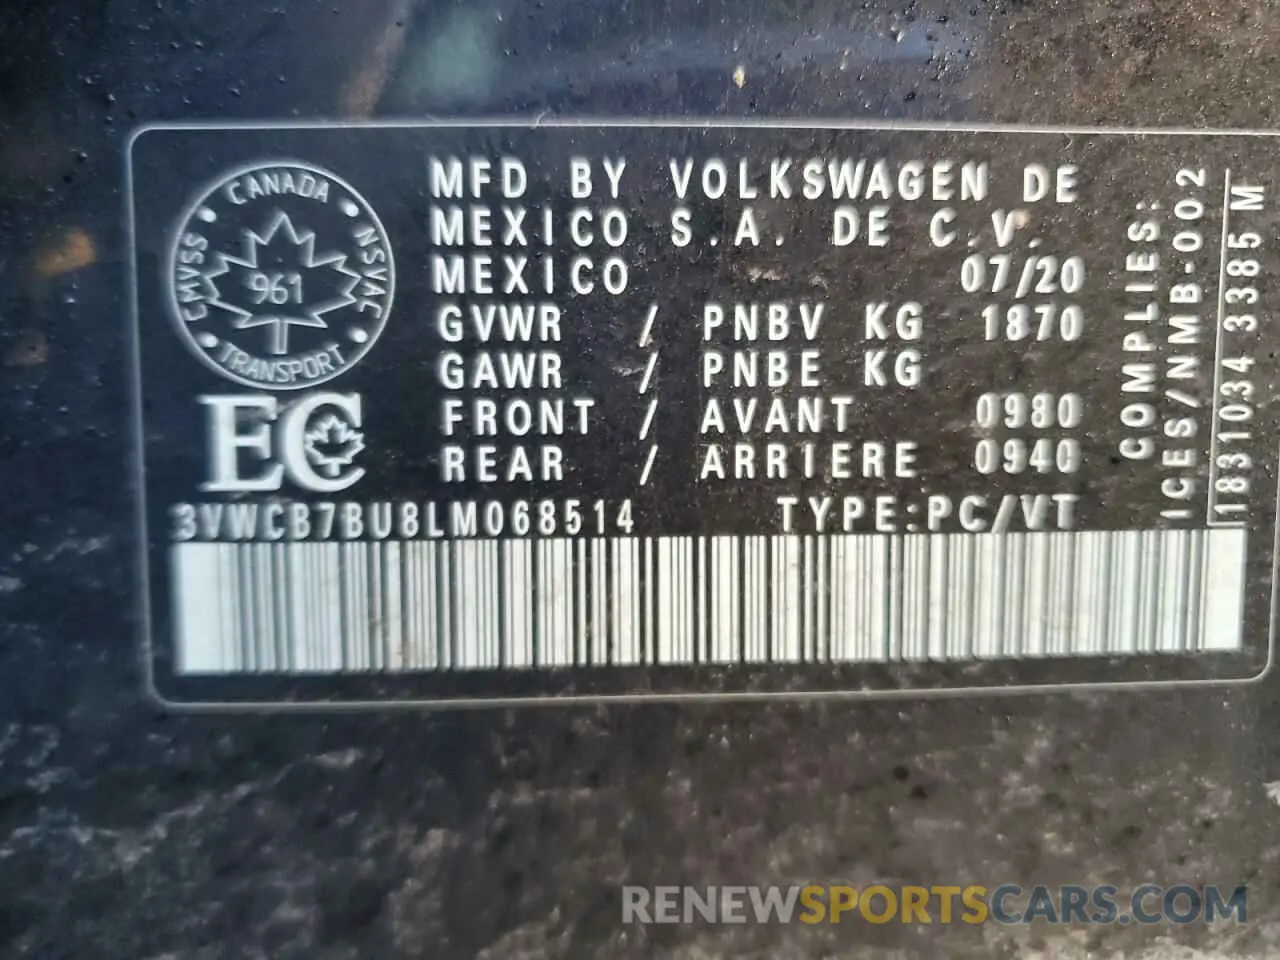 MFD BY VOLKSWAGEN DE
MEXICO S.A. DE C.V.
MEXICO 07/20
GVWR / PNBV KG 1870
GAWR / PNBE KG
FRONT / AVANT 0980
REAR / ARRIERE 0940
CANADA
CMVSS NSVAC
961
TRANSPORT
EC
3VWCB7BU8LM068514 TYPE:PC/VT
COMPLIES:
ICES/NMB-002
1831034 3385 M
RENEWSPORTSCARS.COM